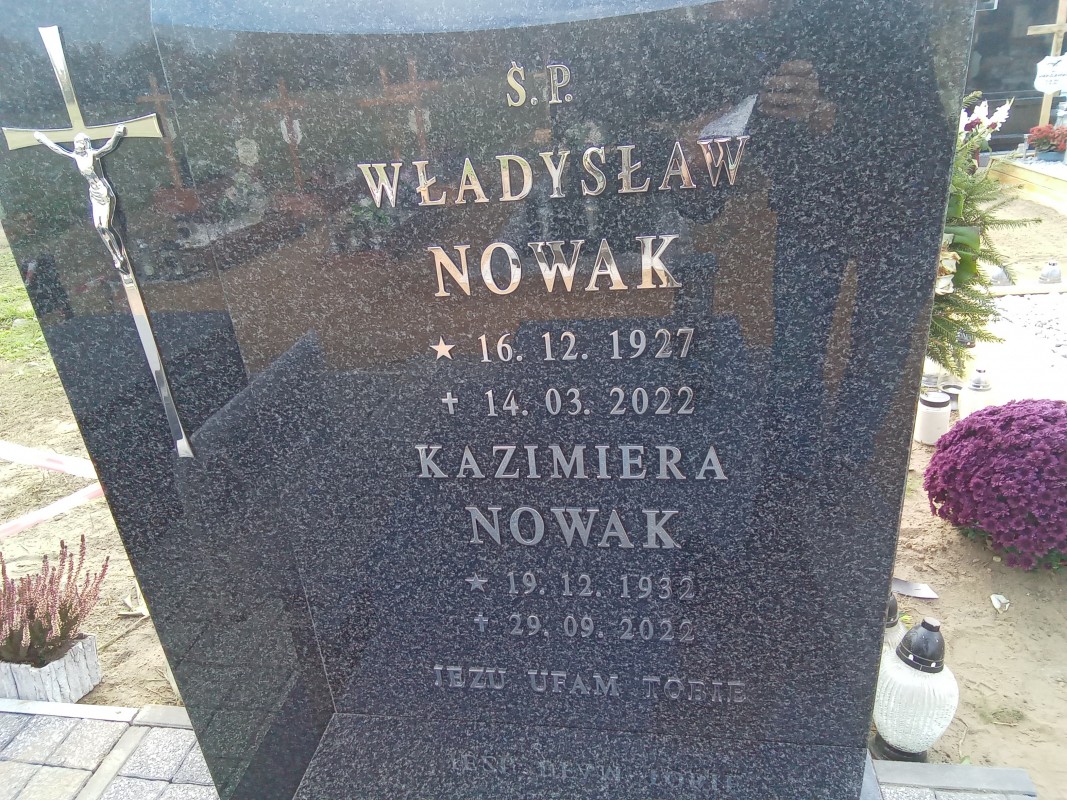 Ś.P.
WŁADYSŁAW
NOWAK
★ 16. 12. 1927
✝ 14. 03. 2022
KAZIMIERA
NOWAK
★ 19. 12. 1932
✝ 29. 09. 2022
JEZU UFAM TOBIE